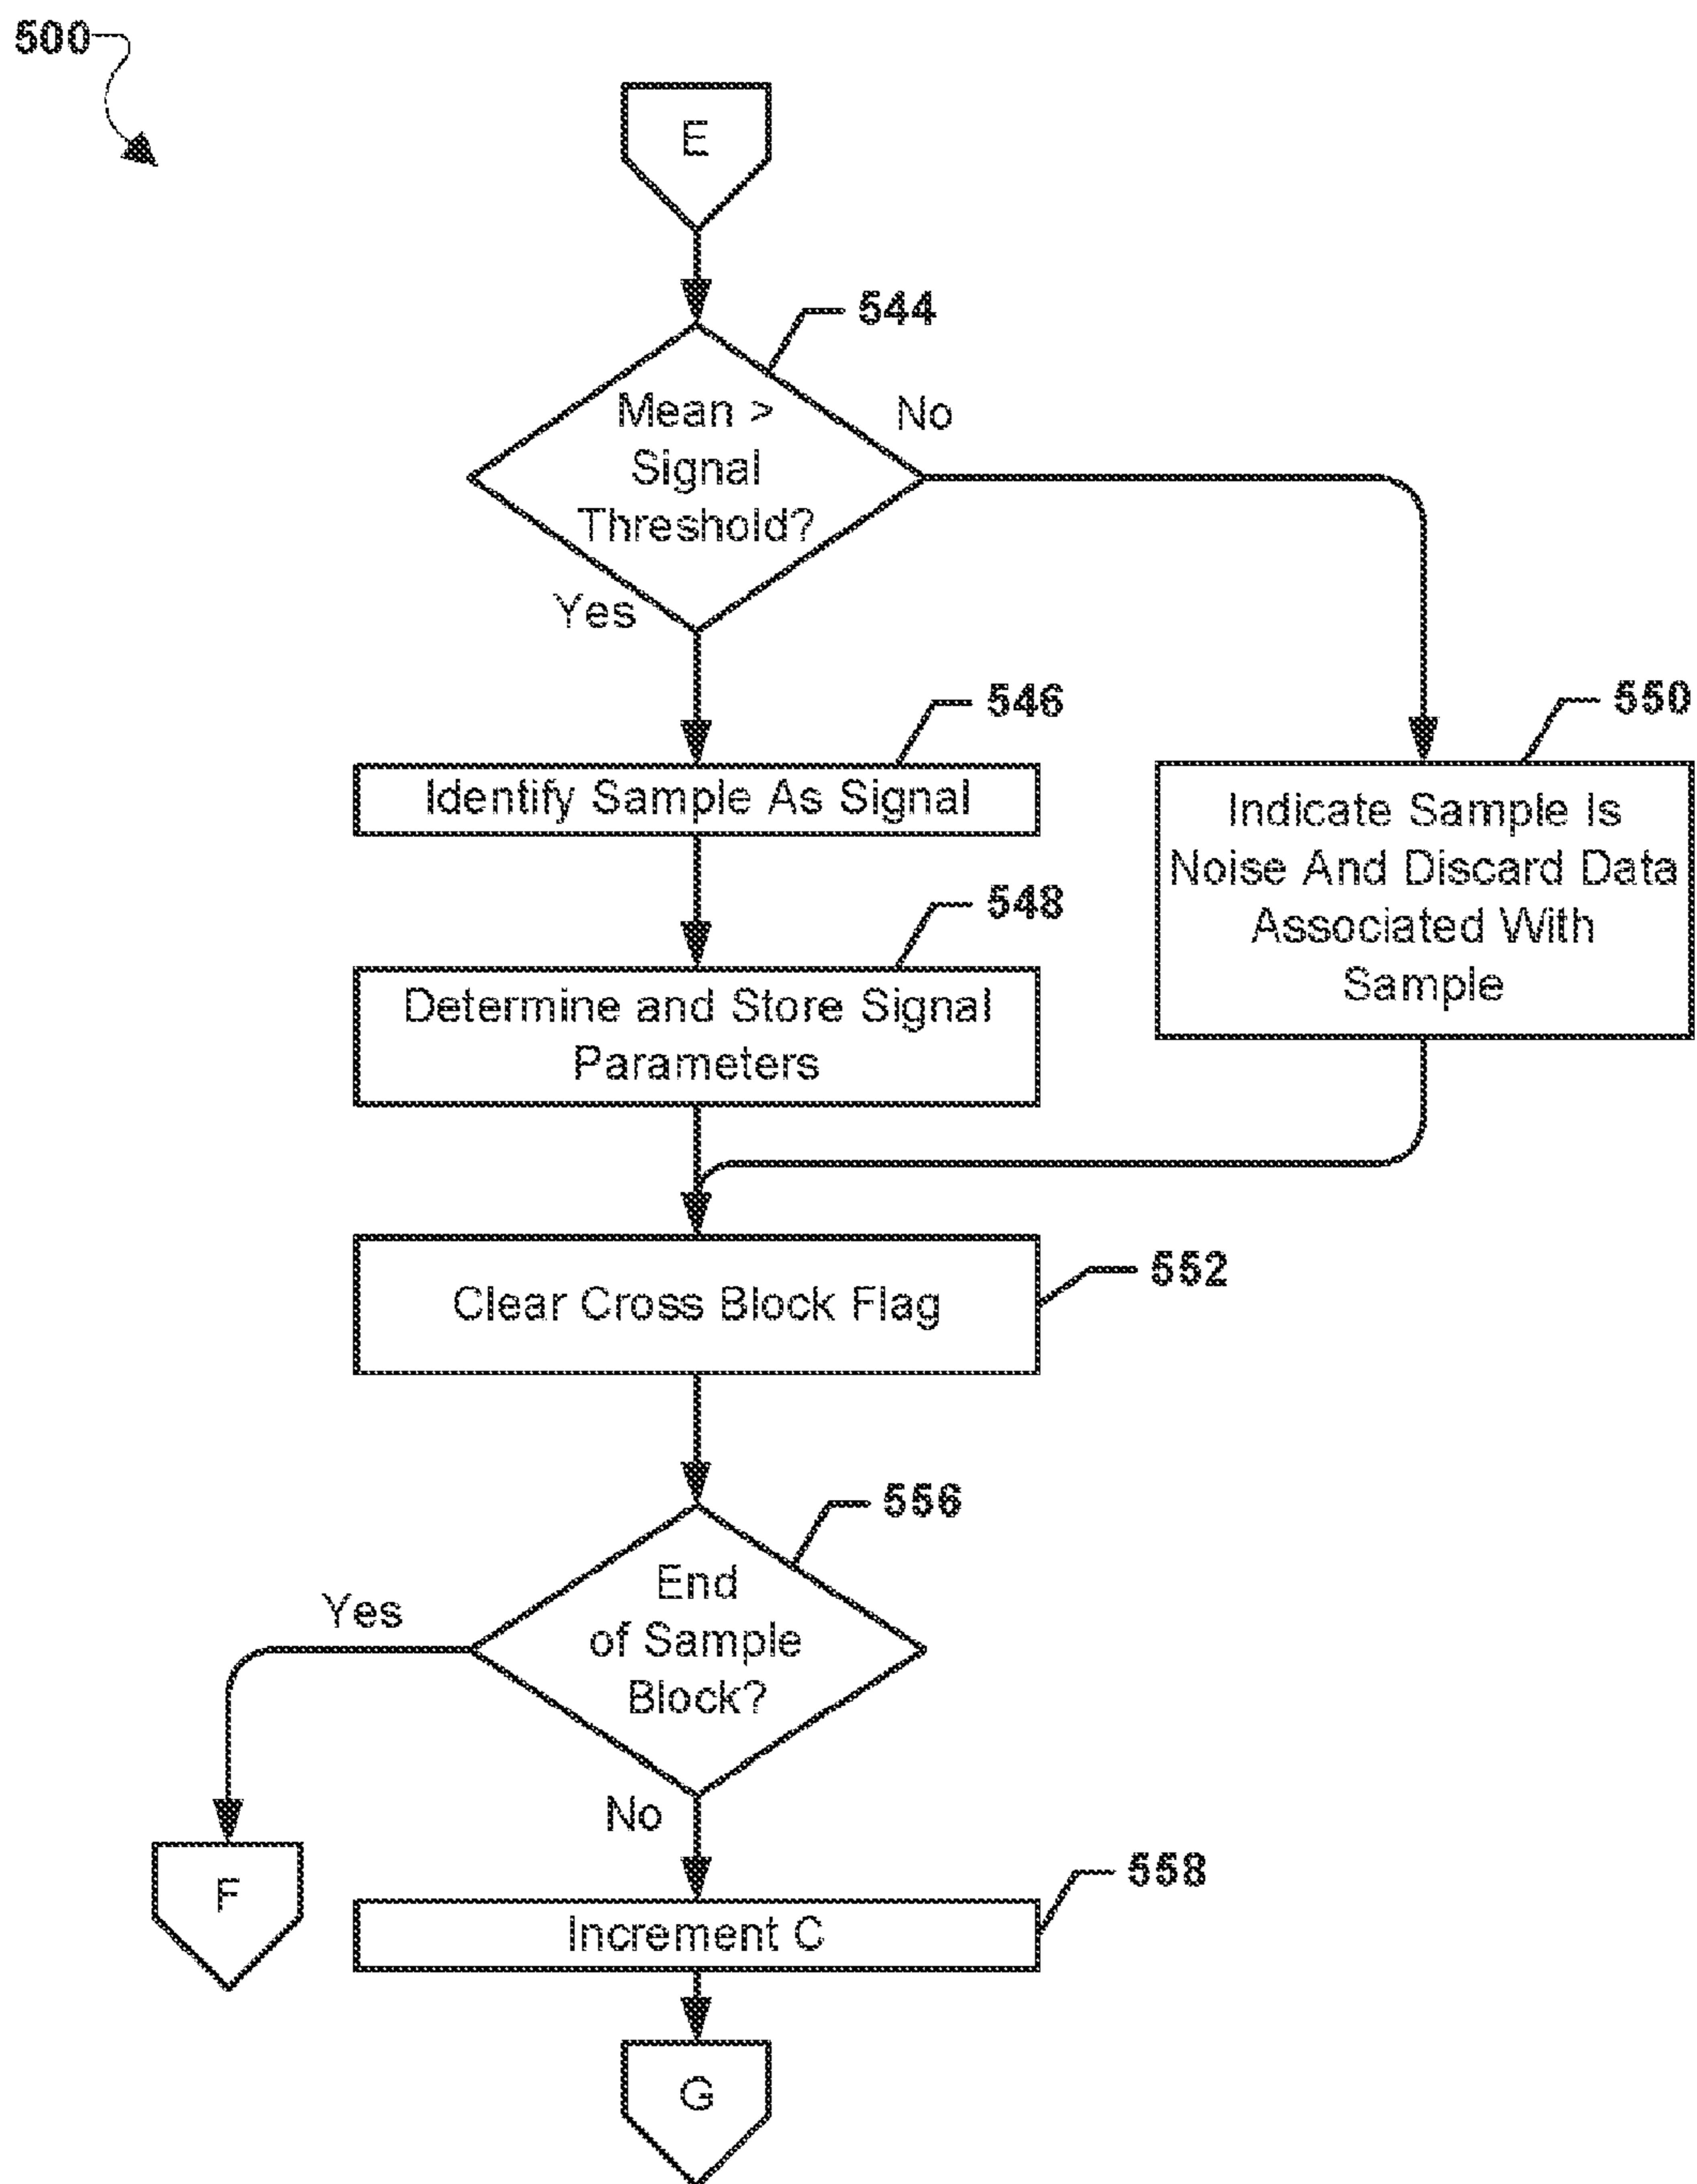 500
E
544
Mean >
Signal
Threshold?
No
Yes
546
Identify Sample As Signal
550
Indicate Sample Is
Noise And Discard Data
Associated With
Sample
548
Determine and Store Signal
Parameters
552
Clear Cross Block Flag
556
End
of Sample
Block?
Yes
No
F
558
Increment C
G